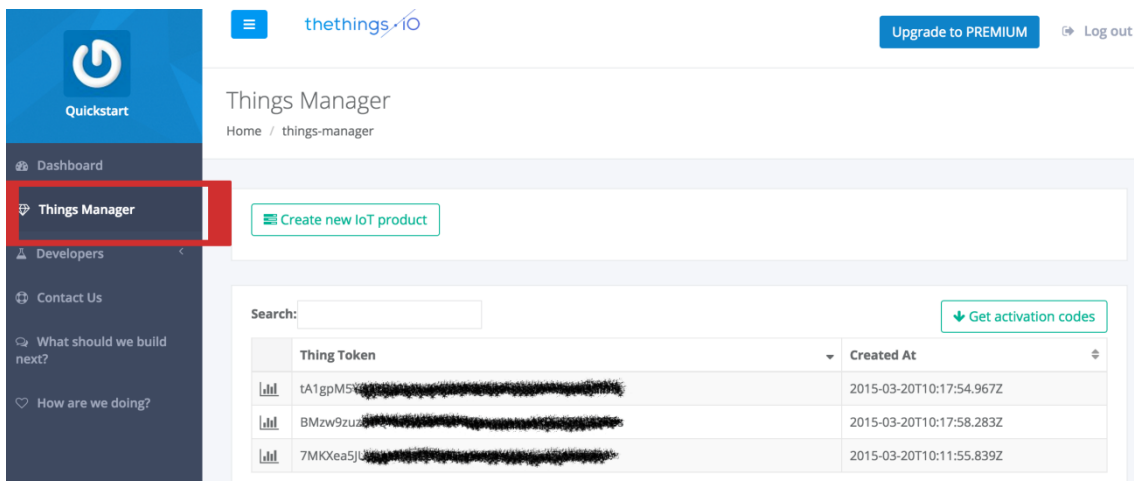 thethings.iO
Upgrade to PREMIUM
Log out
Quickstart
Things Manager
Home / things-manager
Dashboard
Things Manager
Developers
Contact Us
What should we build
next?
How are we doing?
Create new IoT product
Search:
Get activation codes
Thing Token
Created At
2015-03-20T10:17:54.967Z
2015-03-20T10:17:58.283Z
2015-03-20T10:11:55.839Z